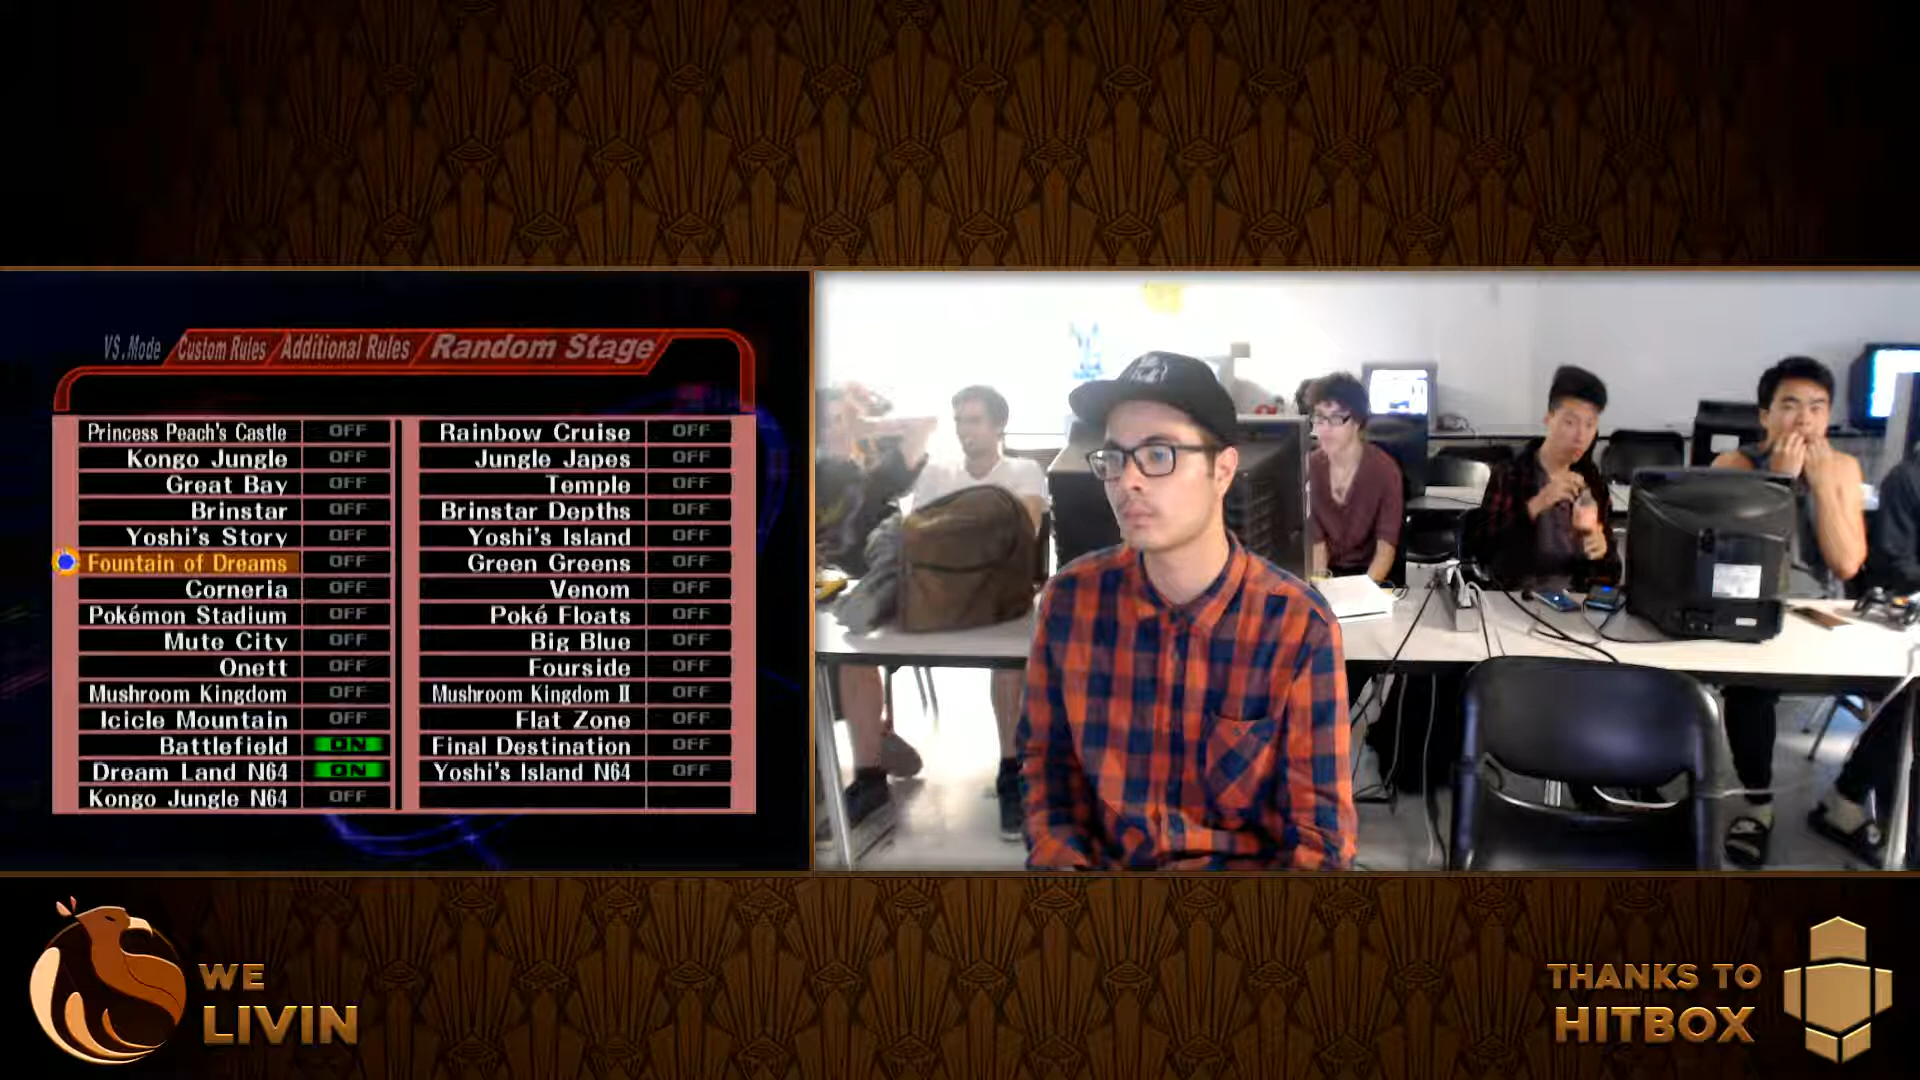 VS. Mode Custom Rules Additional Rules Random Stage
Princess Peach's Castle OFF Rainbow Cruise OFF
Kongo Jungle OFF Jungle Japes OFF
Great Bay OFF Temple OFF
Brinstar OFF Brinstar Depths OFF
Yoshi's Story OFF Yoshi's Island OFF
Fountain of Dreams OFF Green Greens OFF
Corneria OFF Venom OFF
Pokémon Stadium OFF Poké Floats OFF
Mute City OFF Big Blue OFF
Onett OFF Fourside OFF
Mushroom Kingdom OFF Mushroom Kingdom II OFF
Icicle Mountain OFF Flat Zone OFF
Battlefield ON Final Destination OFF
Dream Land N64 ON Yoshi's Island N64 OFF
Kongo Jungle N64 OFF
WE
LIVIN
THANKS TO
HITBOX